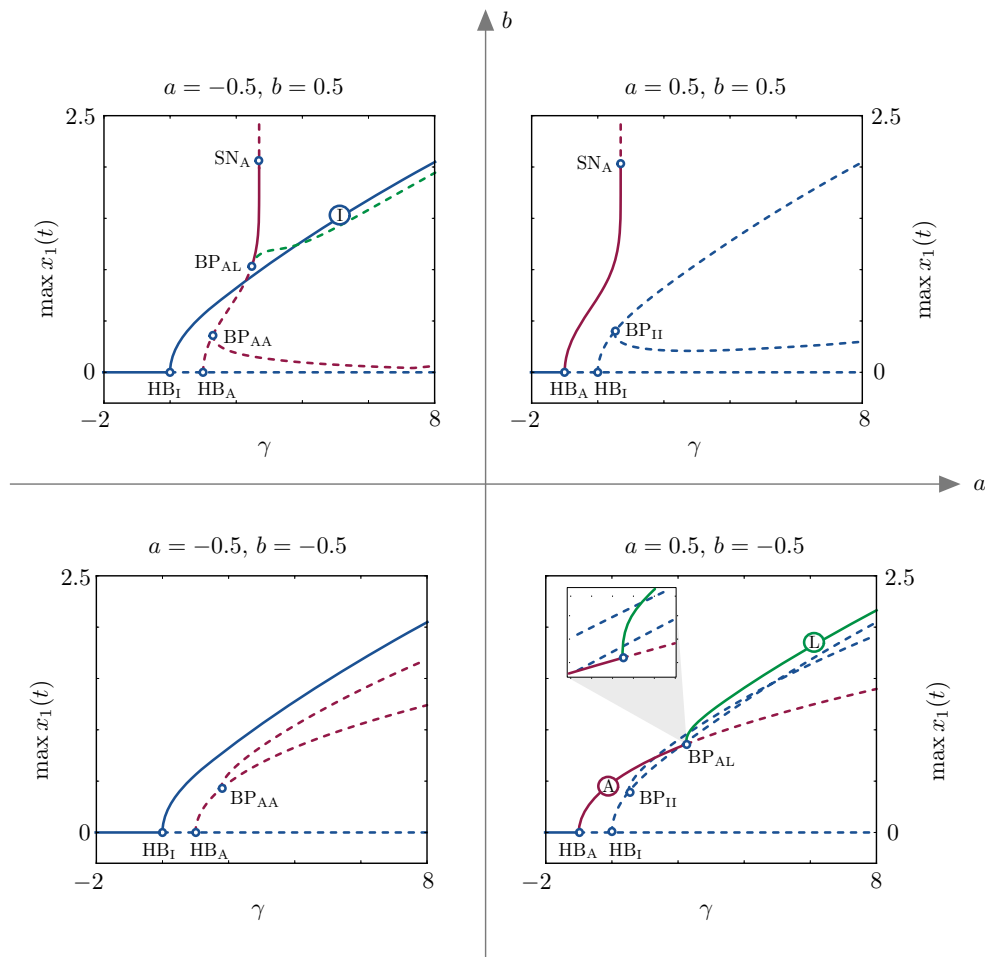 b
a = −0.5, b = 0.5
2.5
SN_A
I
BP_AL
BP_AA
max x_1(t)
0
HB_I
HB_A
−2
8
γ
a = 0.5, b = 0.5
2.5
SN_A
BP_II
max x_1(t)
0
HB_A
HB_I
−2
8
γ
a
a = −0.5, b = −0.5
2.5
max x_1(t)
BP_AA
0
HB_I
HB_A
−2
8
γ
a = 0.5, b = −0.5
2.5
L
BP_AL
A
BP_II
max x_1(t)
0
HB_A
HB_I
−2
8
γ